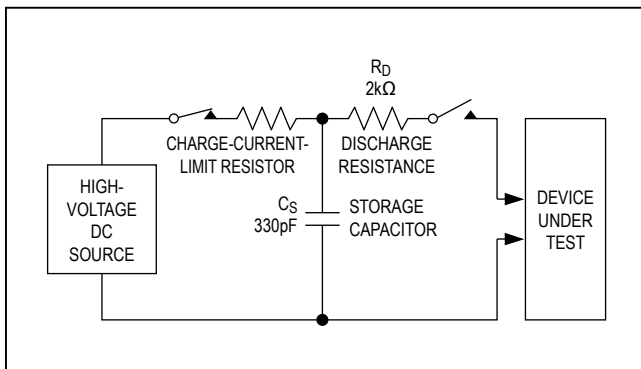 R_D
2kΩ
CHARGE-CURRENT-
LIMIT RESISTOR
DISCHARGE
RESISTANCE
HIGH-
VOLTAGE
DC
SOURCE
C_S
330pF
STORAGE
CAPACITOR
DEVICE
UNDER
TEST